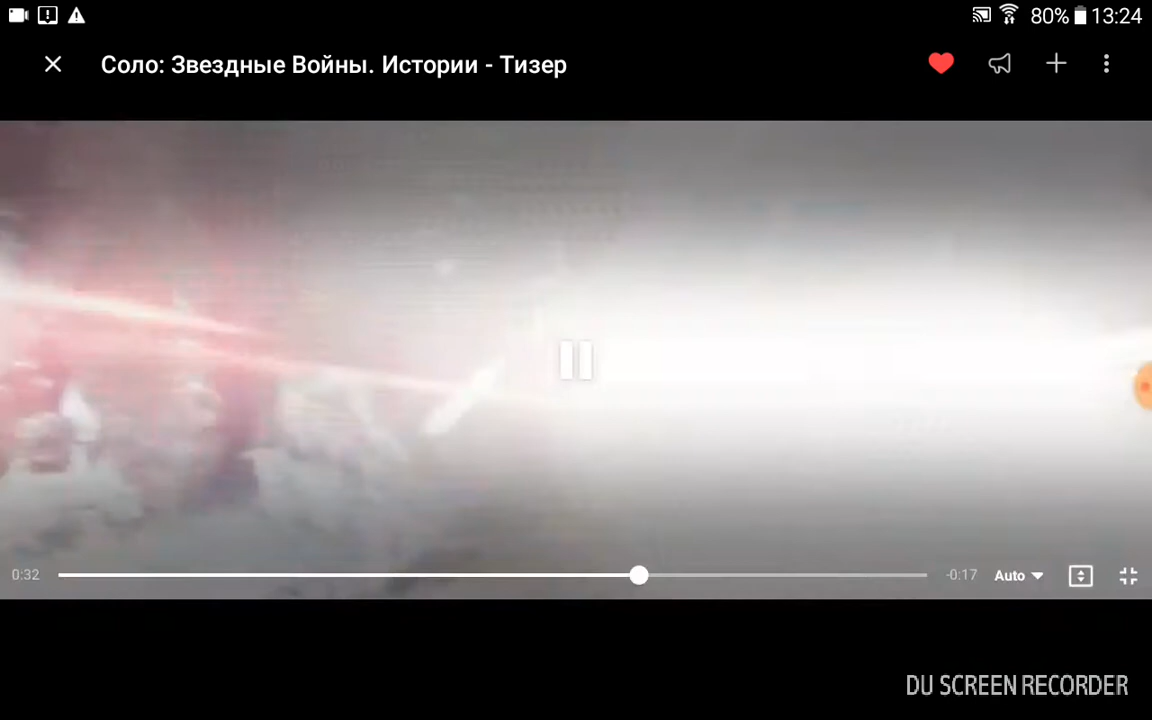 80% 13:24
Соло: Звездные Войны. Истории - Тизер
0:32 -0:17 Auto
DU SCREEN RECORDER